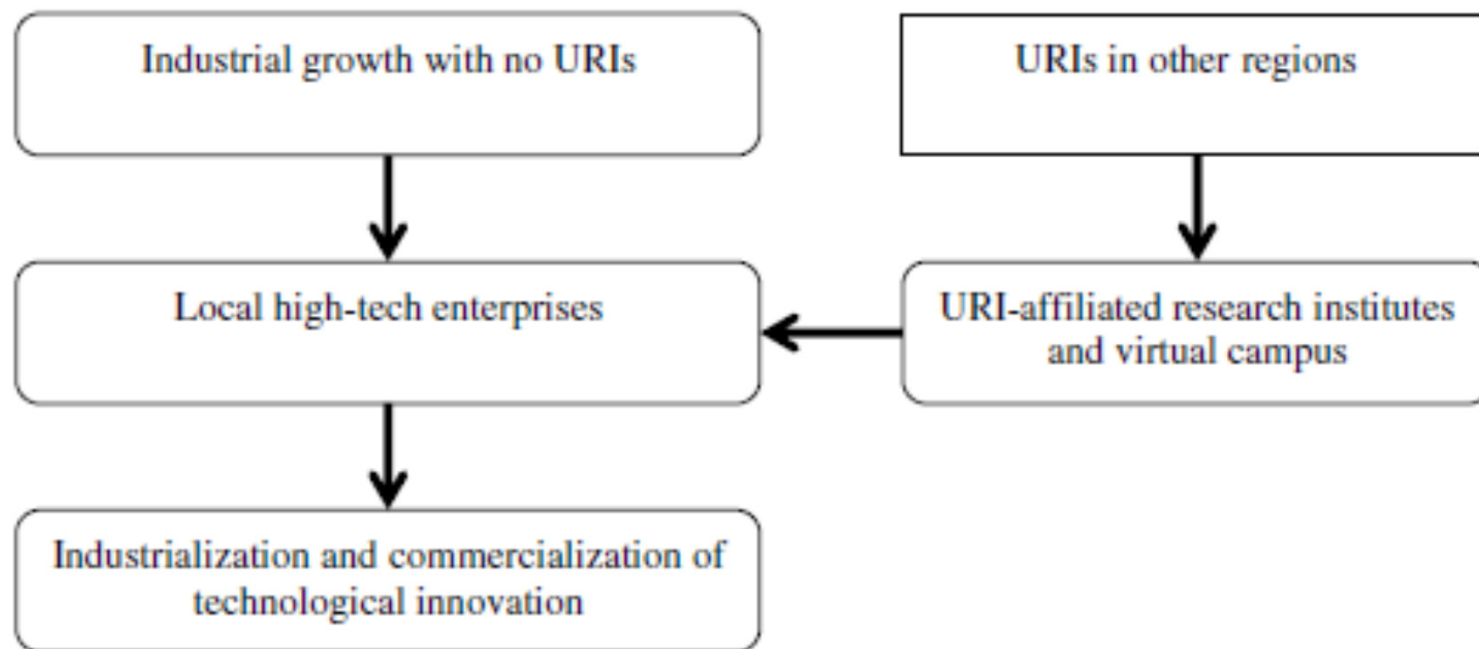 Industrial growth with no URIs
URIs in other regions
Local high-tech enterprises
URI-affiliated research institutes
and virtual campus
Industrialization and commercialization of
technological innovation